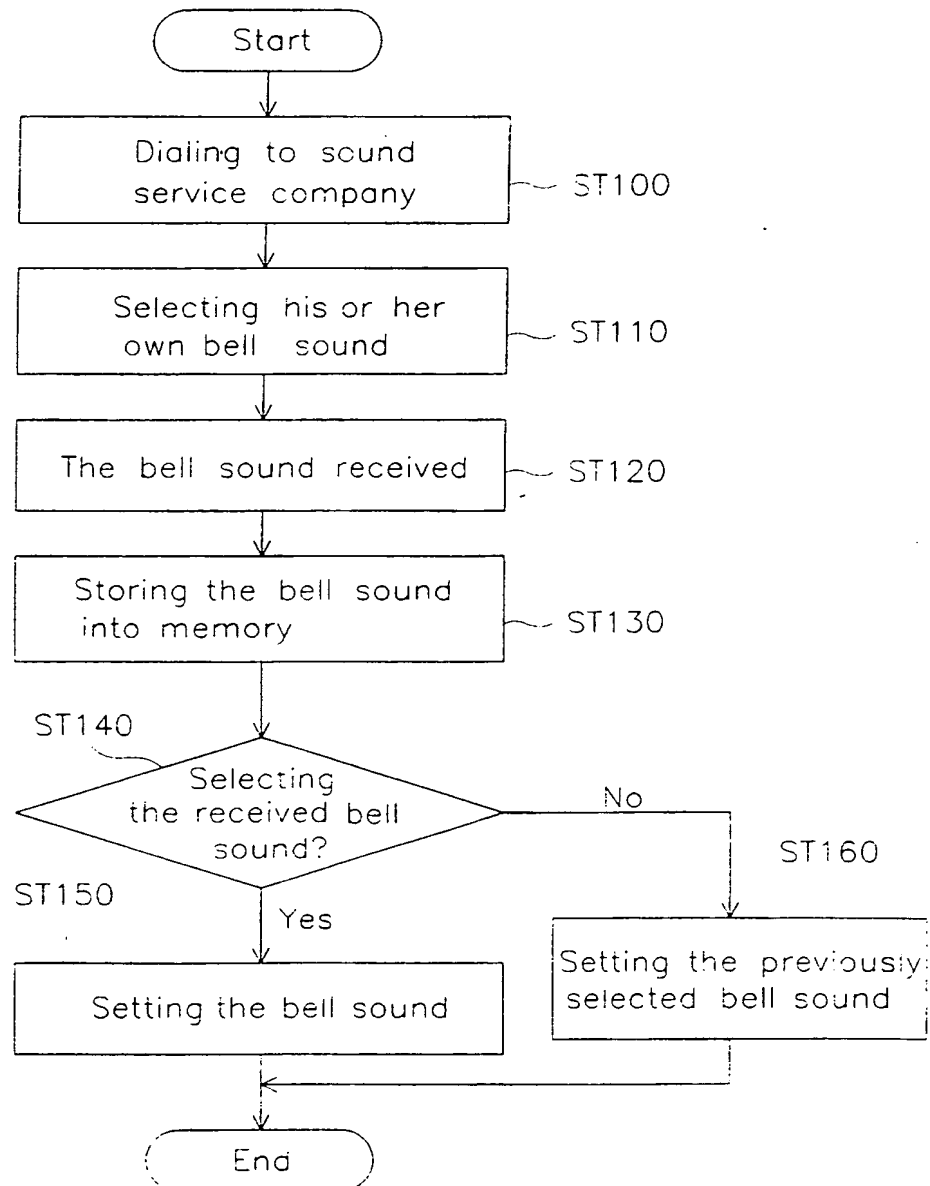 Start
Dialing to sound
service company
ST100
Selecting his or her
own bell sound
ST110
The bell sound received
ST120
Storing the bell sound
into memory
ST130
ST140
Selecting
the received bell
sound?
No
ST160
ST150
Yes
Setting the bell sound
Setting the previously
selected bell sound
End